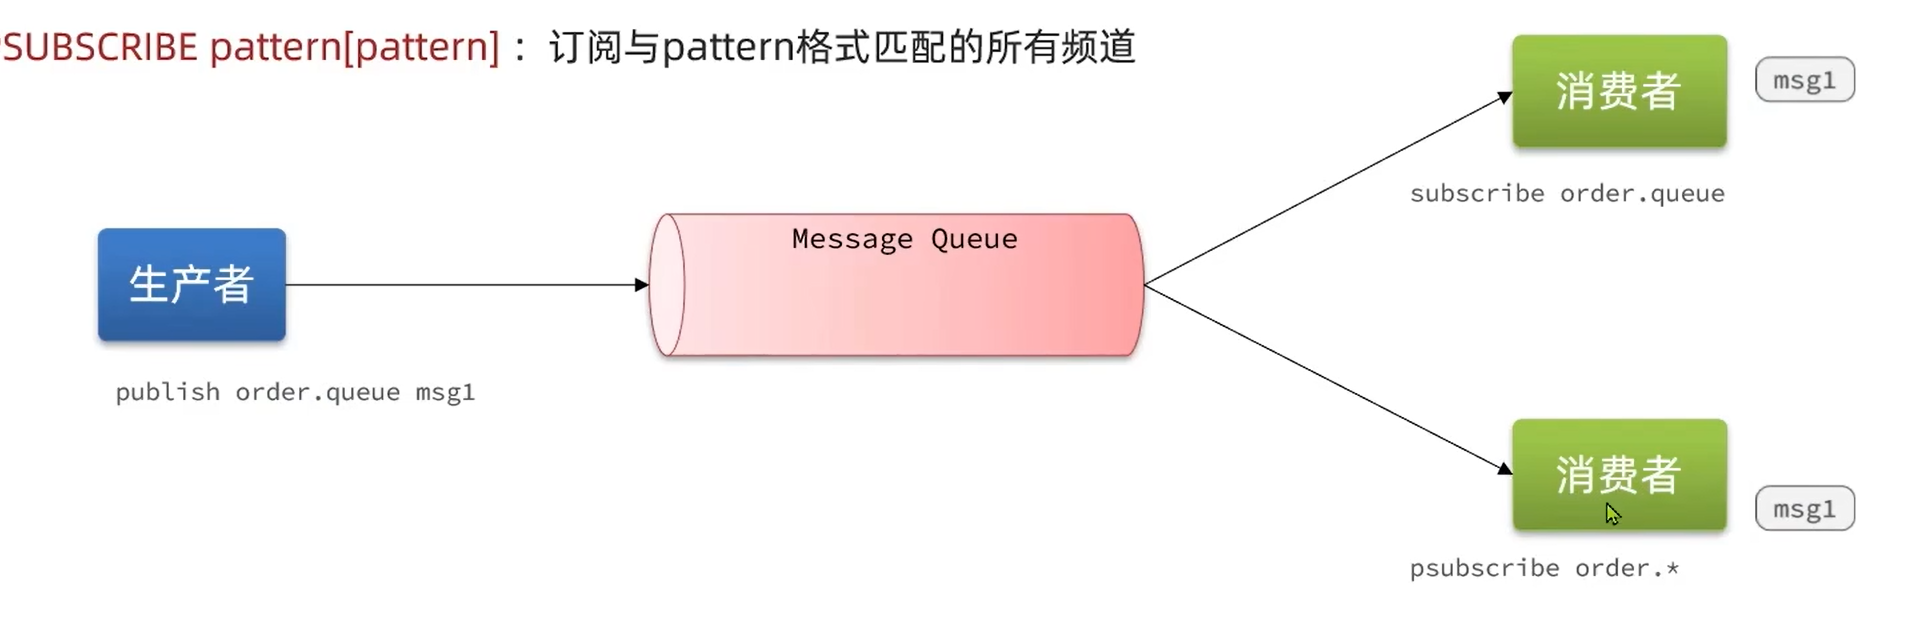 SUBSCRIBE pattern[pattern] ：订阅与pattern格式匹配的所有频道
消费者
msg1
subscribe order.queue
Message Queue
生产者
publish order.queue msg1
消费者
msg1
psubscribe order.*